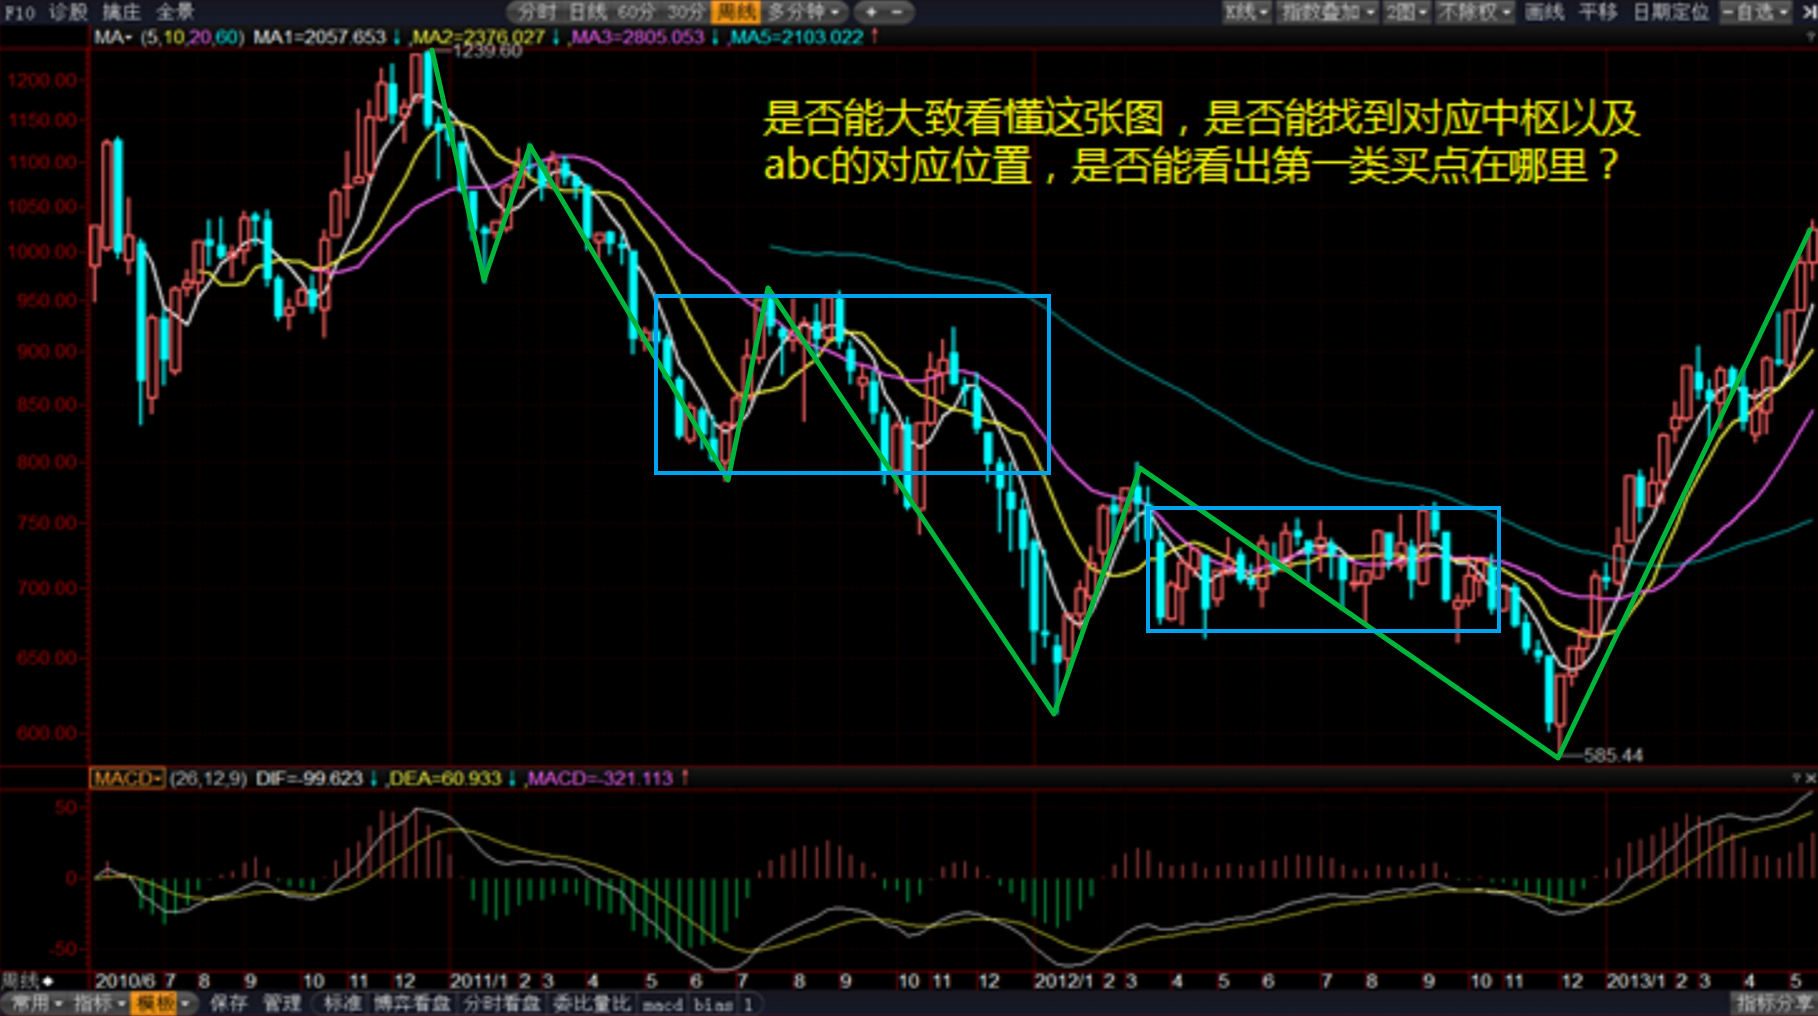 F10 诊股 擒庄 全景 分时 日线 60分 30分 周线 多分钟 + - K线 指数叠加 2图 不除权 画线 平移 日期定位 自选
MA (5,10,20,60) MA1=2057.653↓ ,MA2=2376.027↓ ,MA3=2805.053↓ ,MA5=2103.022↑
1239.60
1200.00
是否能大致看懂这张图，是否能找到对应中枢以及
1150.00
abc的对应位置，是否能看出第一类买点在哪里？
1100.00
1050.00
1000.00
950.00
900.00
850.00
800.00
750.00
700.00
650.00
600.00
585.44
MACD (26,12,9) DIF=-99.623↓ ,DEA=60.933↓ ,MACD=-321.113↑
50
0
-50
周线 2010/6 7 8 9 10 11 12 2011/1 2 3 4 5 6 7 8 9 10 11 12 2012/1 2 3 4 5 6 7 8 9 10 11 12 2013/1 2 3 4 5
常用 指标 模板 保存 管理 标准 博弈看盘 分时看盘 委比量比 macd bias 1 指标分享